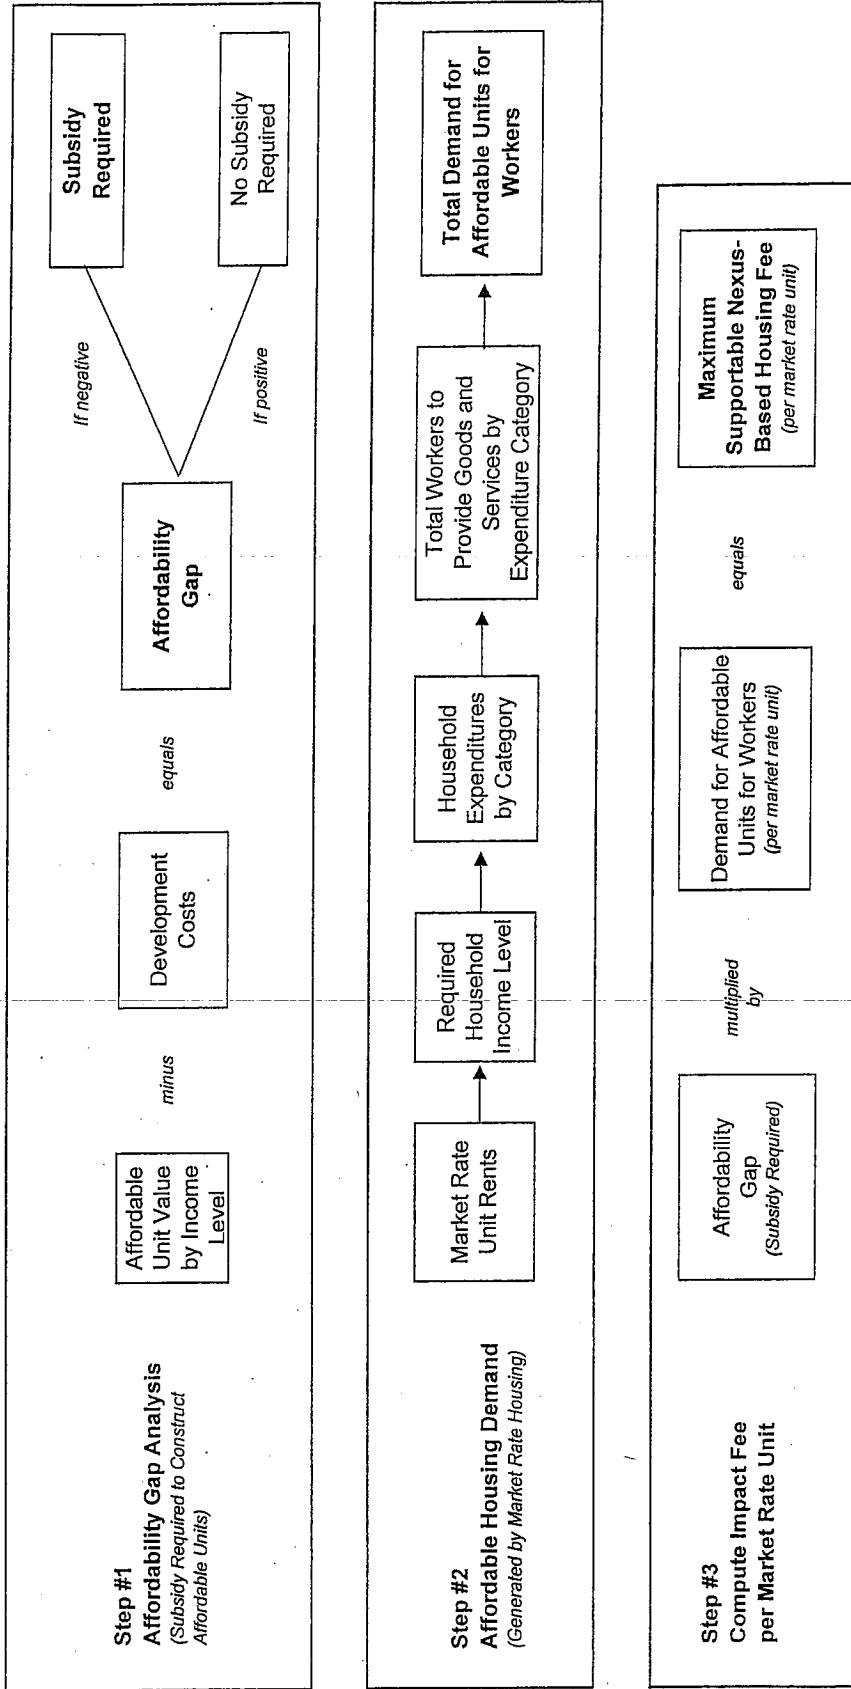 Step #1
Affordability Gap Analysis
(Subsidy Required to Construct
Affordable Units)
Affordable
Unit Value
by Income
Level
minus
Development
Costs
equals
Affordability
Gap
If negative
If positive
Subsidy
Required
No Subsidy
Required
Step #2
Affordable Housing Demand
(Generated by Market Rate Housing)
Market Rate
Unit Rents
Required
Household
Income Level
Household
Expenditures
by Category
Total Workers to
Provide Goods and
Services by
Expenditure Category
Total Demand for
Affordable Units for
Workers
Step #3
Compute Impact Fee
per Market Rate Unit
Affordability
Gap
(Subsidy Required)
multiplied
by
Demand for Affordable
Units for Workers
(per market rate unit)
equals
Maximum
Supportable Nexus-
Based Housing Fee
(per market rate unit)